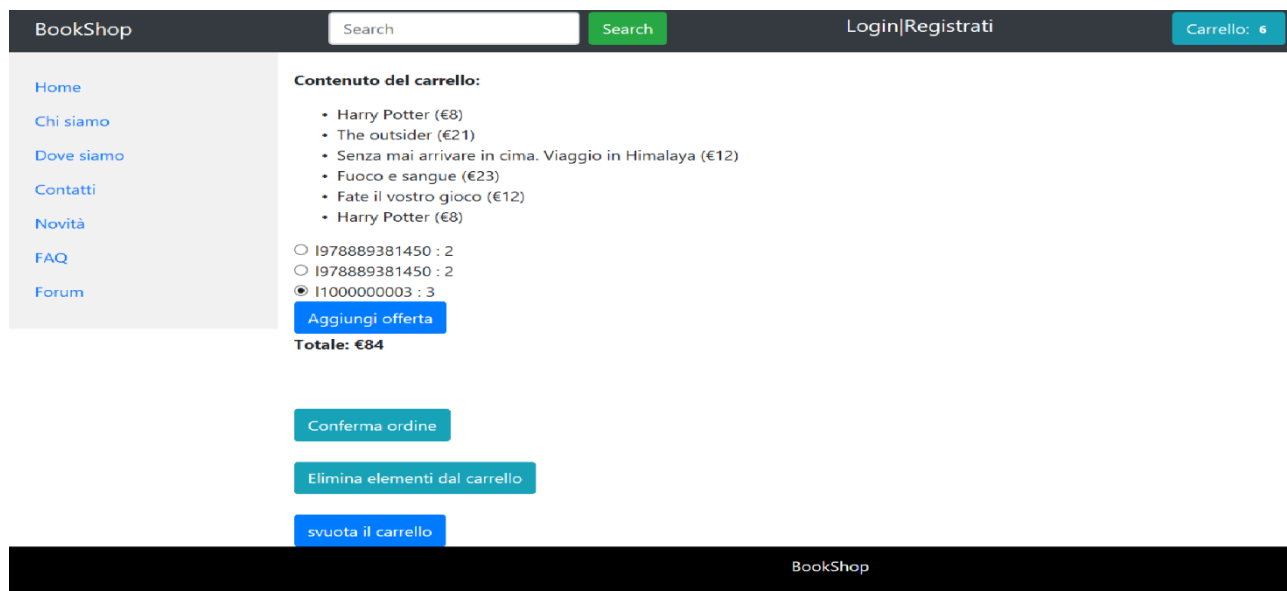 BookShop
Search
Search
Login|Registrati
Carrello: 6
Home
Chi siamo
Dove siamo
Contatti
Novità
FAQ
Forum
Contenuto del carrello:
• Harry Potter (€8)
• The outsider (€21)
• Senza mai arrivare in cima. Viaggio in Himalaya (€12)
• Fuoco e sangue (€23)
• Fate il vostro gioco (€12)
• Harry Potter (€8)
I978889381450 : 2
I978889381450 : 2
I1000000003 : 3
Aggiungi offerta
Totale: €84
Conferma ordine
Elimina elementi dal carrello
svuota il carrello
BookShop